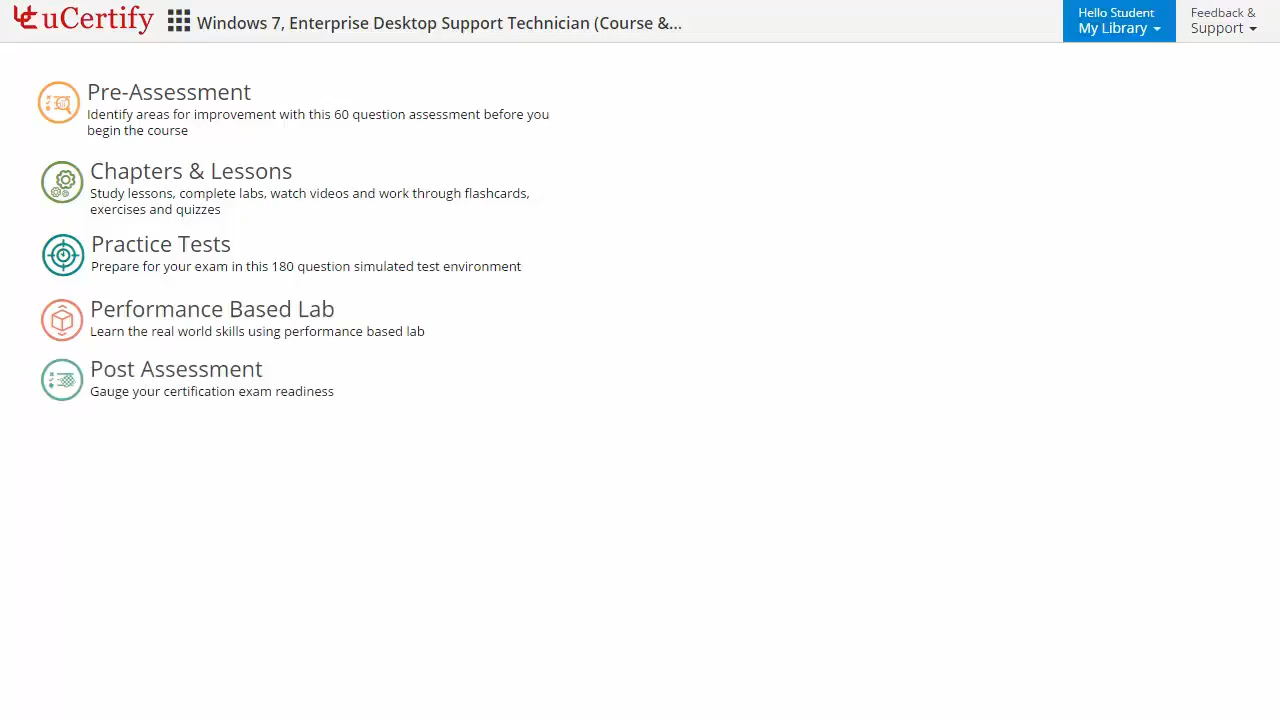 uCertify
Windows 7, Enterprise Desktop Support Technician (Course &...
Hello Student
My Library
Feedback &
Support
Pre-Assessment
Identify areas for improvement with this 60 question assessment before you
begin the course
Chapters & Lessons
Study lessons, complete labs, watch videos and work through flashcards,
exercises and quizzes
Practice Tests
Prepare for your exam in this 180 question simulated test environment
Performance Based Lab
Learn the real world skills using performance based lab
Post Assessment
Gauge your certification exam readiness